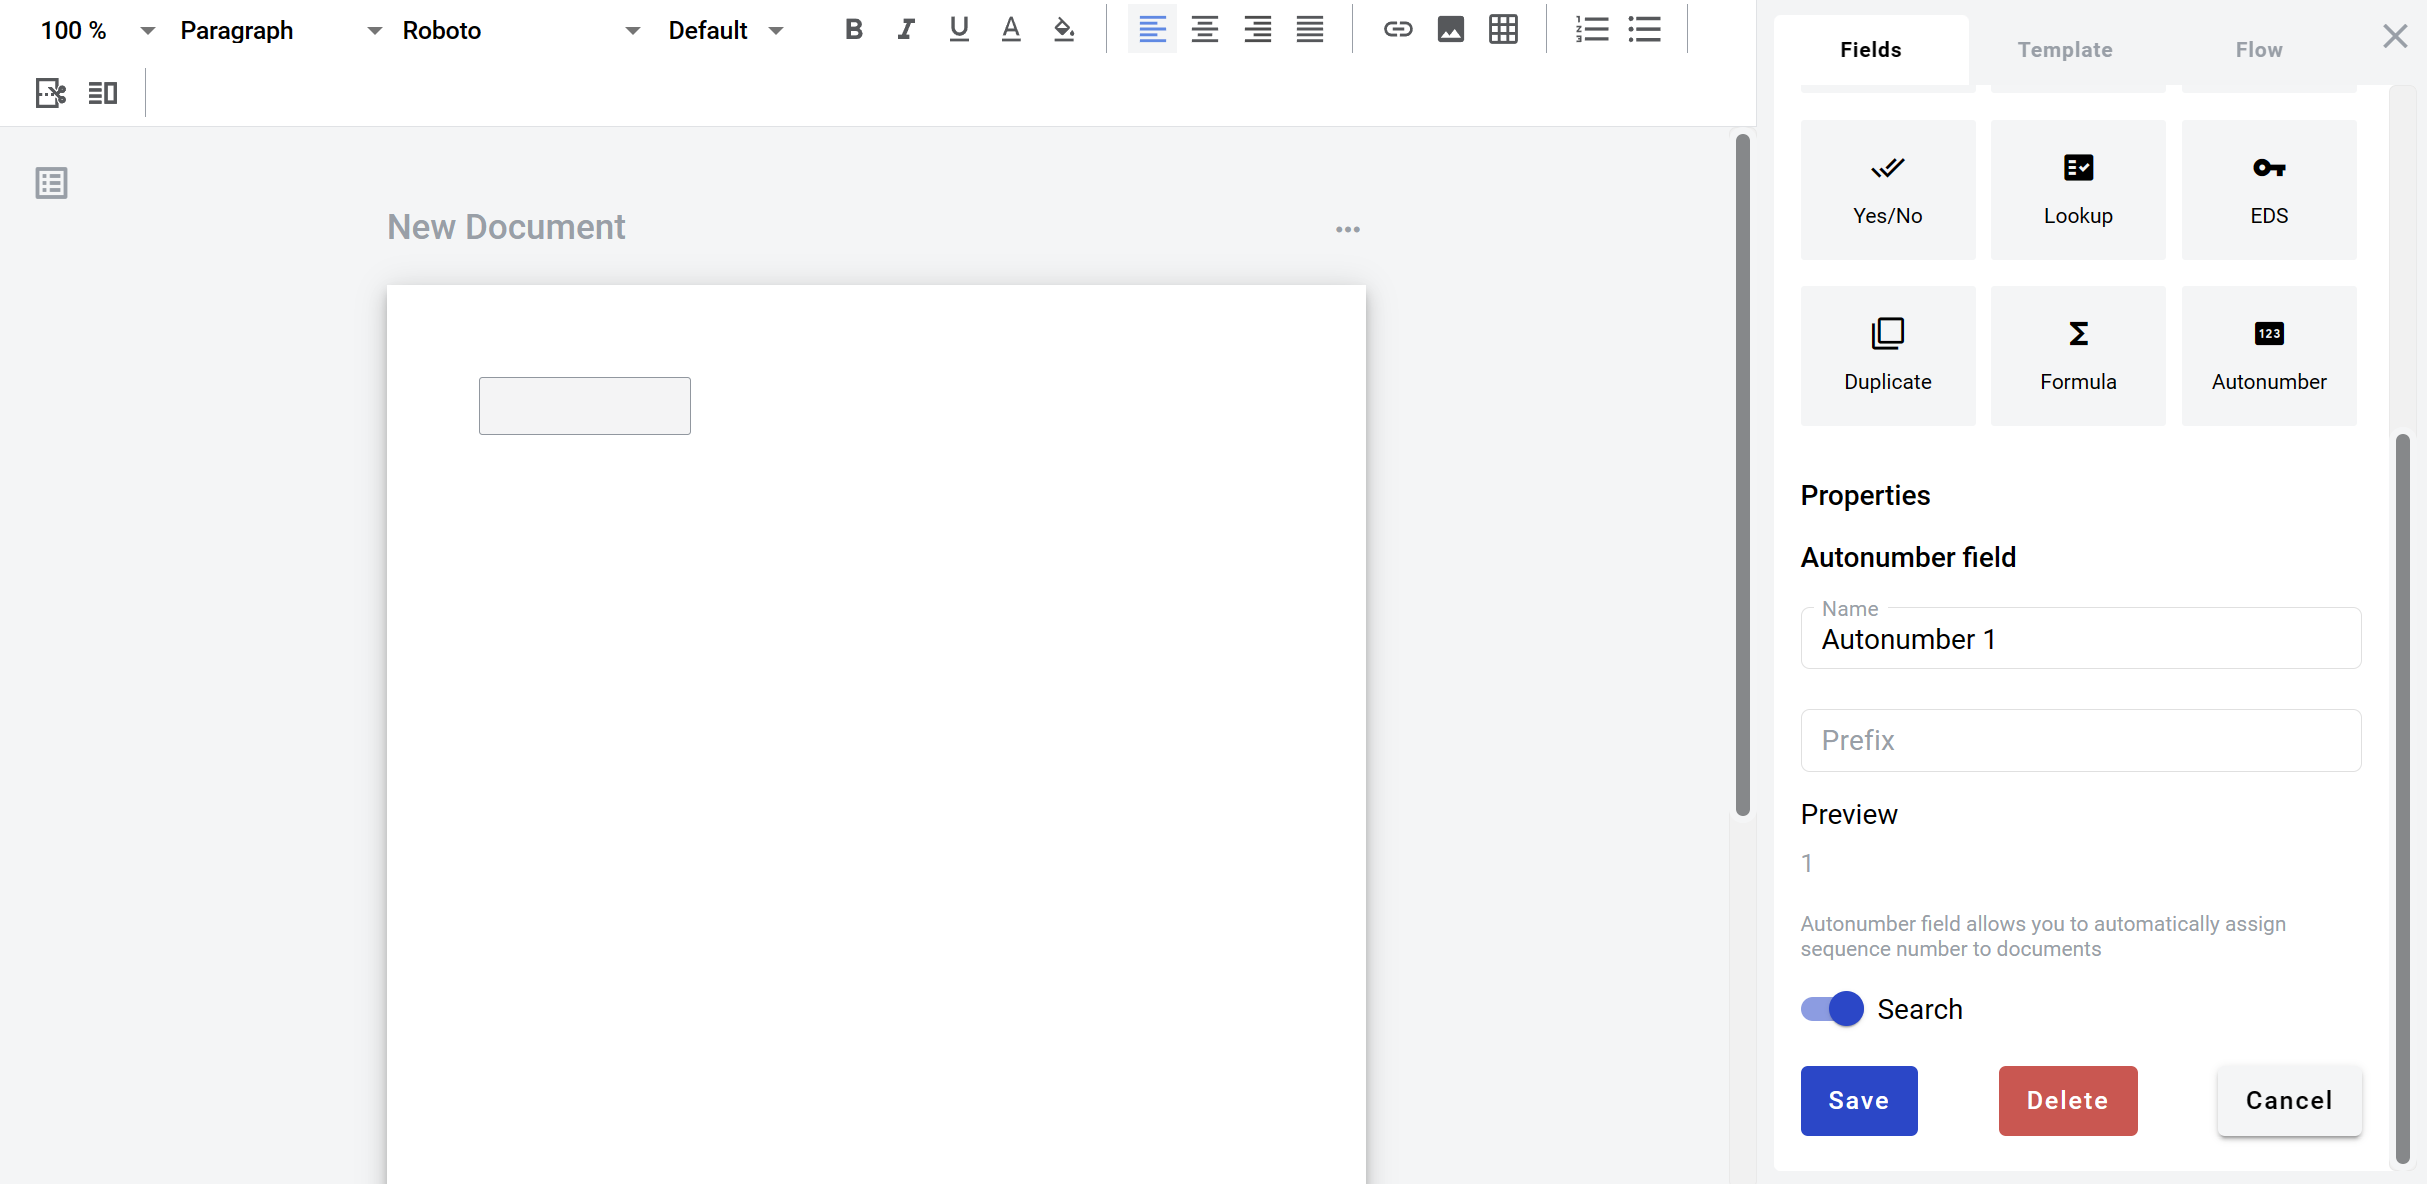 100 % Paragraph Roboto Default B I U A
Fields Template Flow
New Document
Yes/No Lookup EDS
123
Duplicate Formula Autonumber
Properties
Autonumber field
Name
Autonumber 1
Prefix
Preview
1
Autonumber field allows you to automatically assign
sequence number to documents
Search
Save Delete Cancel